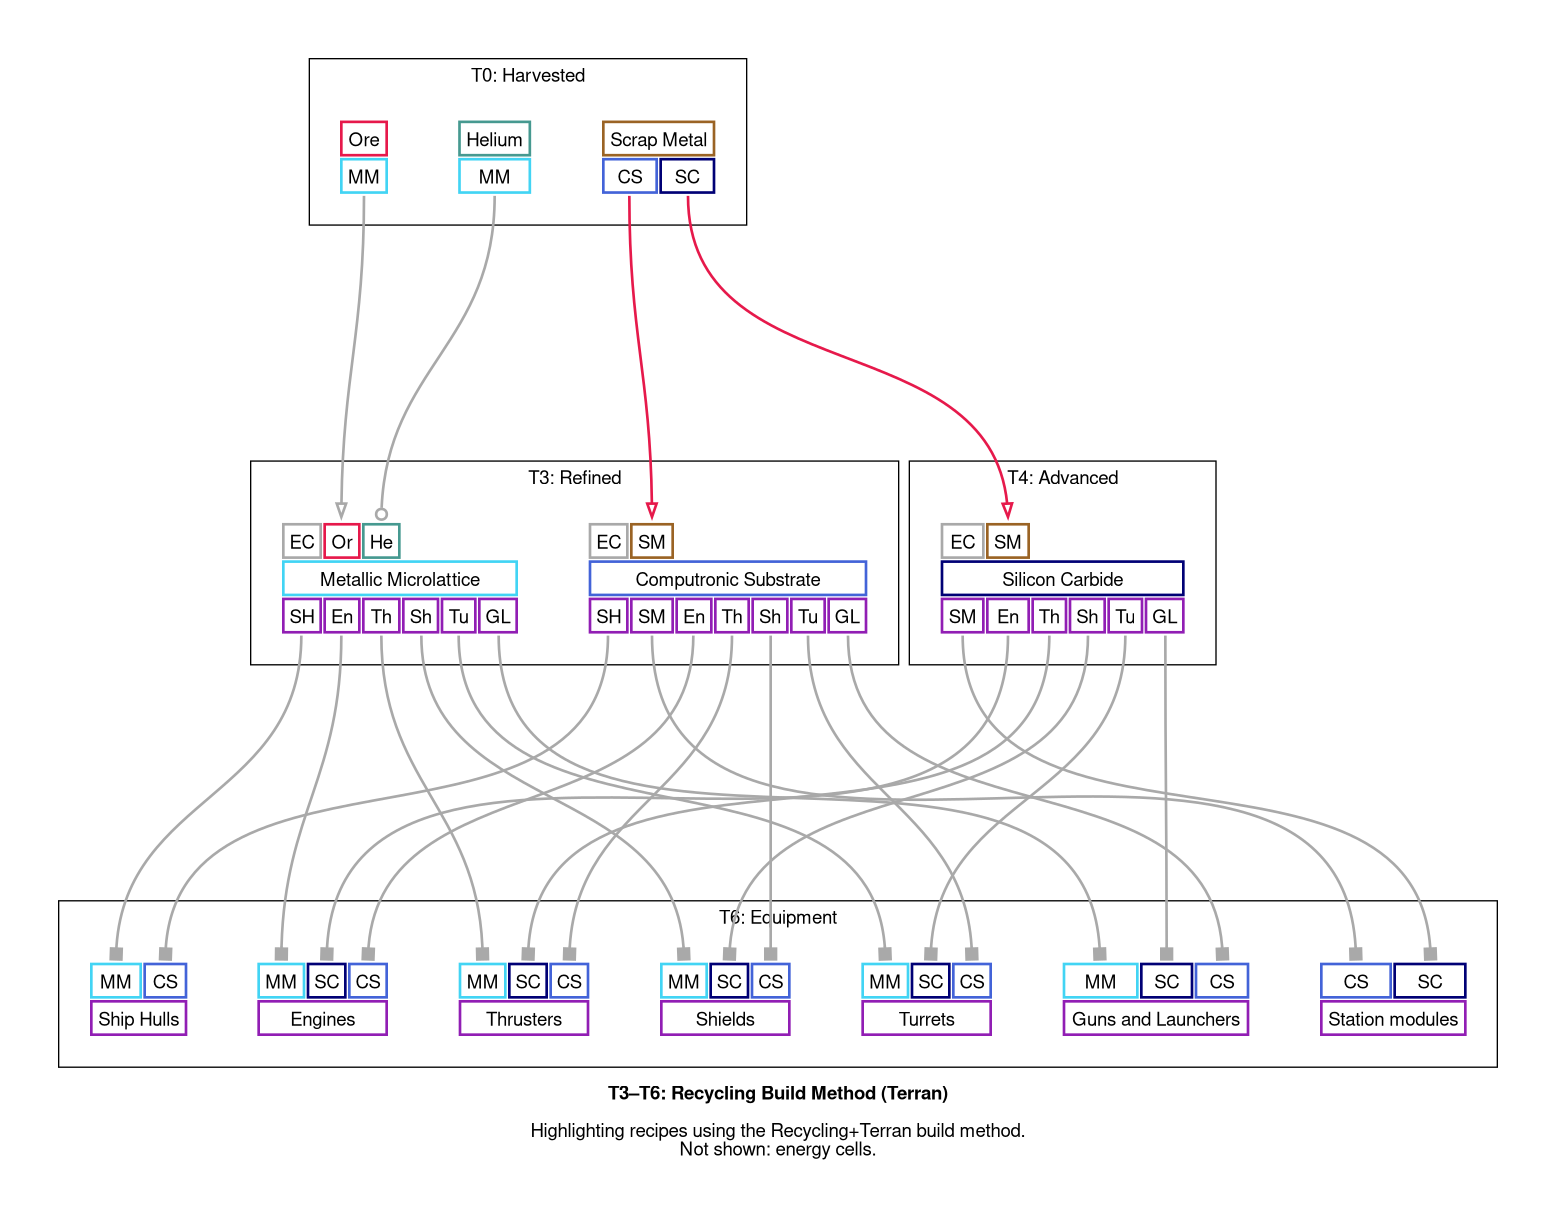 T0: Harvested
Ore Helium Scrap Metal
MM MM CS SC
T3: Refined T4: Advanced
EC Or He EC SM EC SM
Metallic Microlattice Computronic Substrate Silicon Carbide
SH En Th Sh Tu GL SH SM En Th Sh Tu GL SM En Th Sh Tu GL
T6: Equipment
MM CS MM SC CS MM SC CS MM SC CS MM SC CS MM SC CS CS SC
Ship Hulls Engines Thrusters Shields Turrets Guns and Launchers Station modules
T3–T6: Recycling Build Method (Terran)
Highlighting recipes using the Recycling+Terran build method.
Not shown: energy cells.